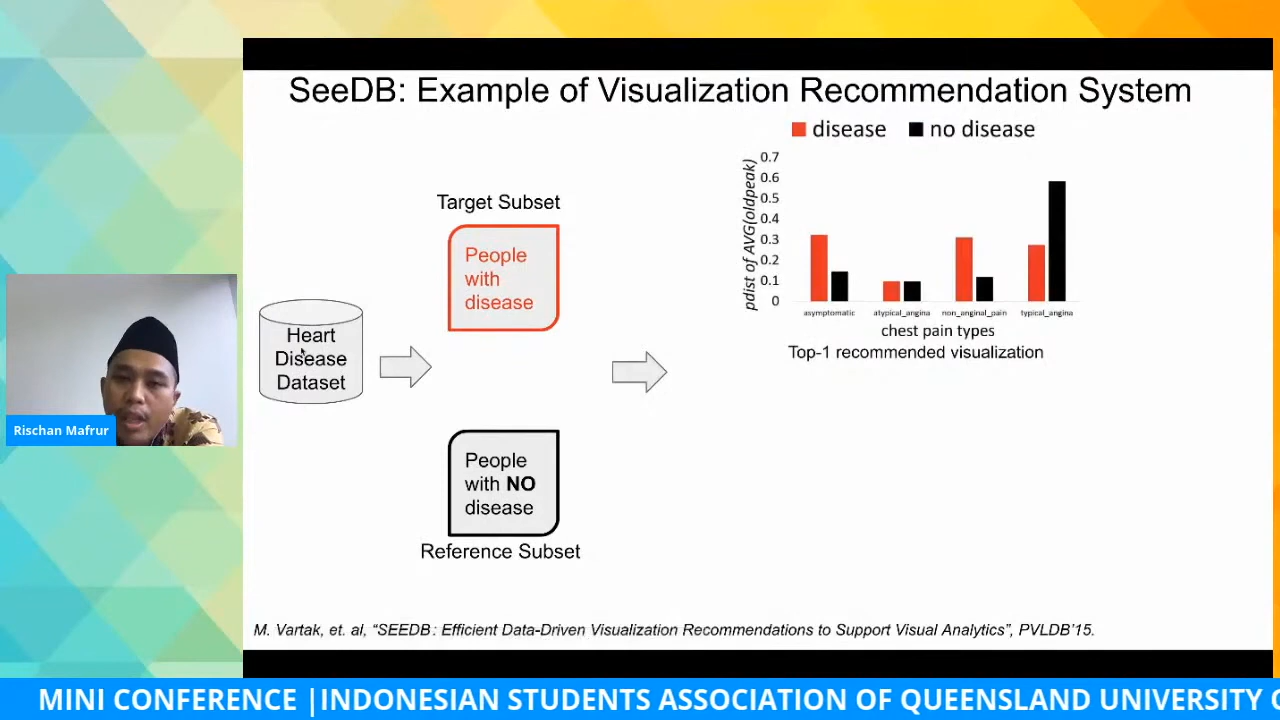 SeeDB: Example of Visualization Recommendation System
disease no disease
pdist of AVG(oldpeak)
0.7
0.6
0.5
0.4
0.3
0.2
0.1
0
asymptomatic atypical_angina non_anginal_pain typical_angina
chest pain types
Top-1 recommended visualization
Target Subset
People
with
disease
Heart
Disease
Dataset
People
with NO
disease
Reference Subset
M. Vartak, et. al, “SEEDB: Efficient Data-Driven Visualization Recommendations to Support Visual Analytics”, PVLDB’15.
Rischan Mafrur
MINI CONFERENCE |INDONESIAN STUDENTS ASSOCIATION OF QUEENSLAND UNIVERSITY